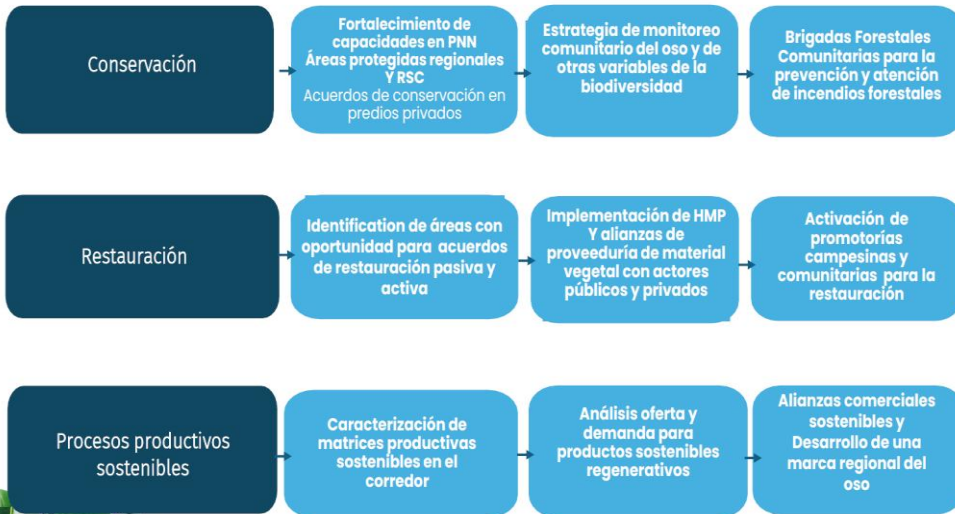 Conservación
Fortalecimiento de
capacidades en PNN
Áreas protegidas regionales
Y RSC
Acuerdos de conservación en
predios privados
Estrategia de monitoreo
comunitario del oso y de
otras variables de la
biodiversidad
Brigadas Forestales
Comunitarias para la
prevención y atención
de incendios forestales
Restauración
Identification de áreas con
oportunidad para acuerdos
de restauración pasiva y
activa
Implementación de HMP
Y alianzas de
proveeduría de material
vegetal con actores
públicos y privados
Activación de
promotorías
campesinas y
comunitarias para la
restauración
Procesos productivos
sostenibles
Caracterización de
matrices productivas
sostenibles en el
corredor
Análisis oferta y
demanda para
productos sostenibles
regenerativos
Alianzas comerciales
sostenibles y
Desarrollo de una
marca regional del
oso